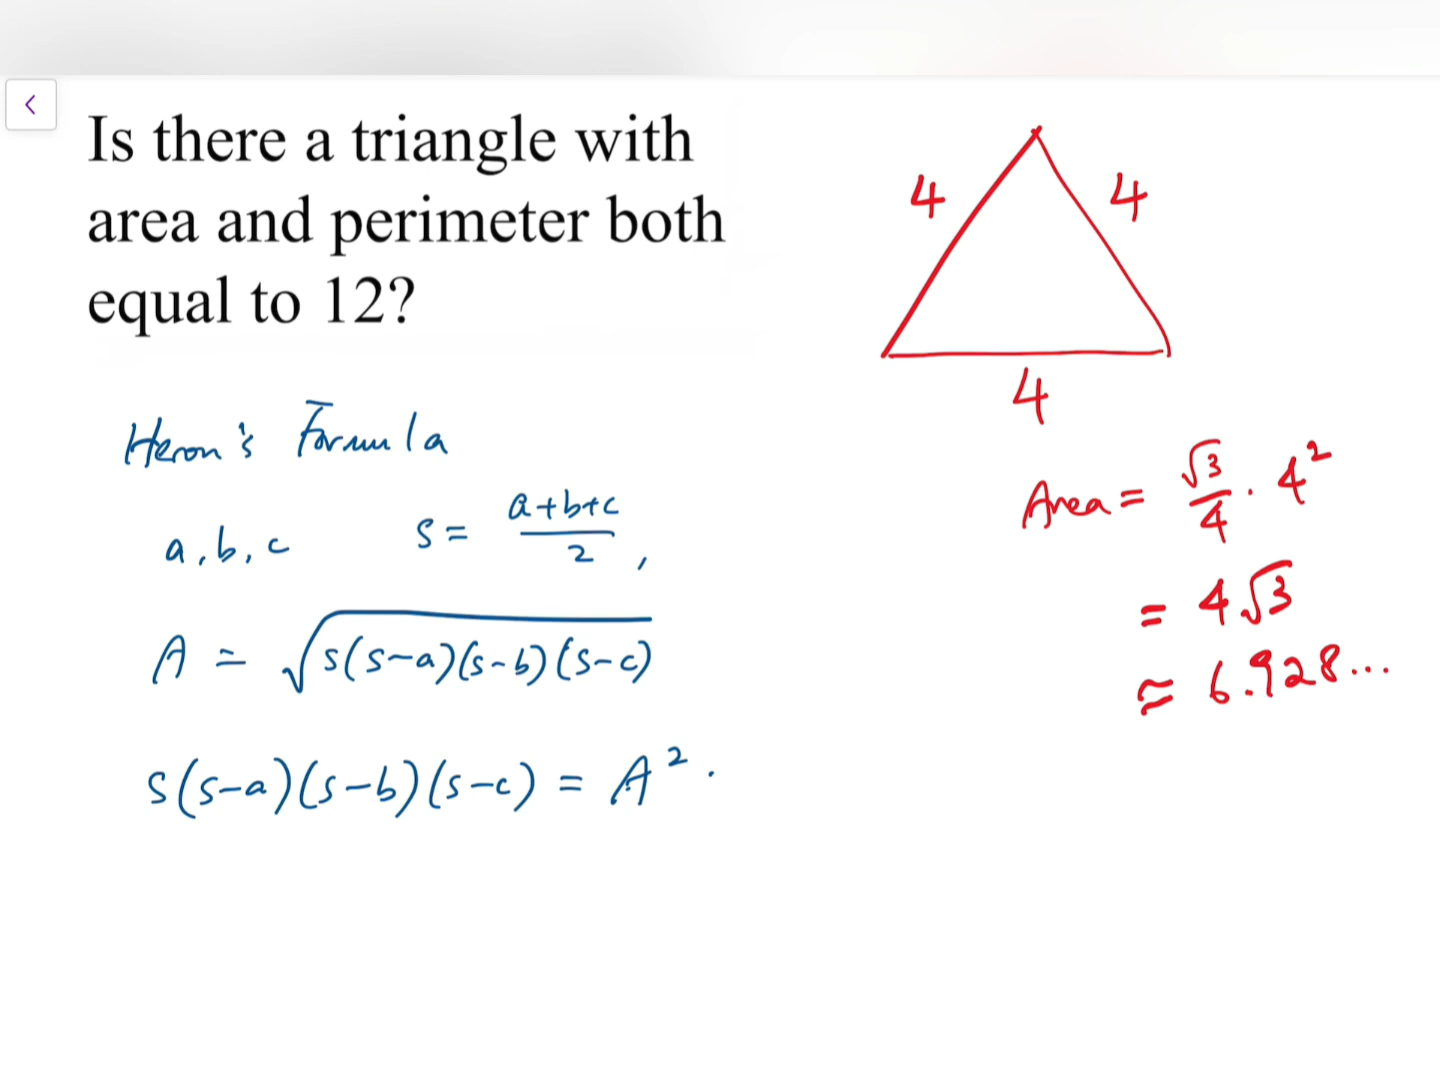 Is there a triangle with
area and perimeter both
equal to 12?
Heron's Formula
a, b, c s = a+b+c / 2 ,
A = √s(s-a)(s-b)(s-c)
s(s-a)(s-b)(s-c) = A² .
4 4
4
Area = √3/4 · 4²
= 4√3
≈ 6.928...